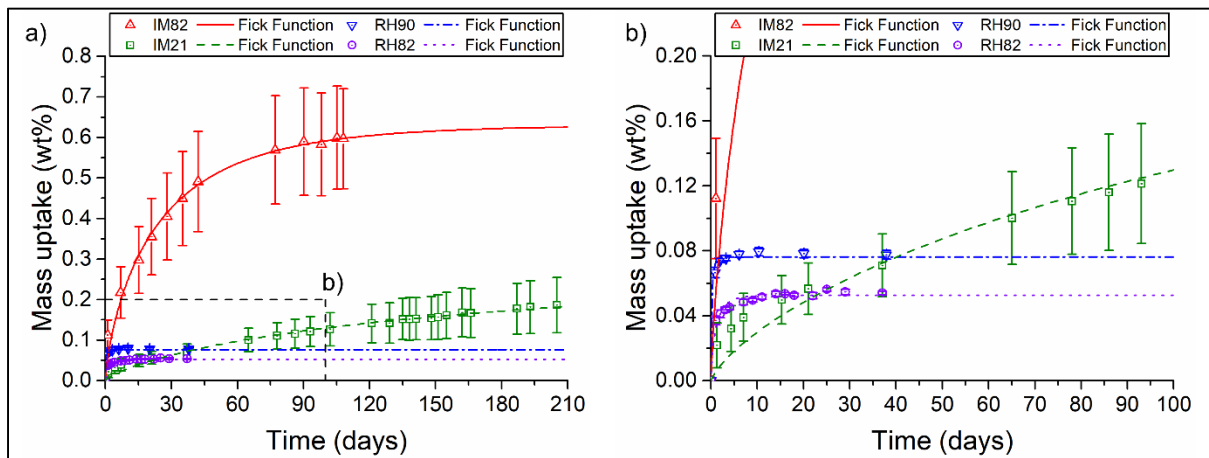 a)
IM82 Fick Function RH90 Fick Function
IM21 Fick Function RH82 Fick Function
0.8
0.7
0.6
0.5
0.4
0.3
0.2
0.1
0.0
Mass uptake (wt%)
b)
0 30 60 90 120 150 180 210
Time (days)
b)
IM82 Fick Function RH90 Fick Function
IM21 Fick Function RH82 Fick Function
0.20
0.16
0.12
0.08
0.04
0.00
Mass uptake (wt%)
0 10 20 30 40 50 60 70 80 90 100
Time (days)